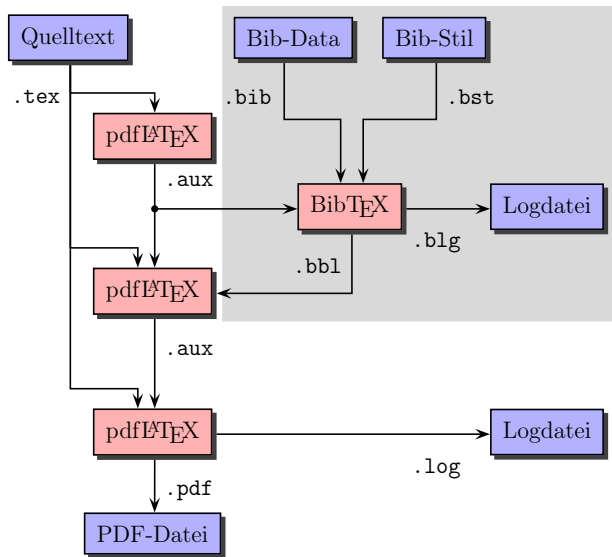 Quelltext
Bib-Data
Bib-Stil
.tex
.bib
.bst
pdfLATEX
.aux
BibTEX
Logdatei
.blg
.bbl
pdfLATEX
.aux
pdfLATEX
Logdatei
.log
.pdf
PDF-Datei